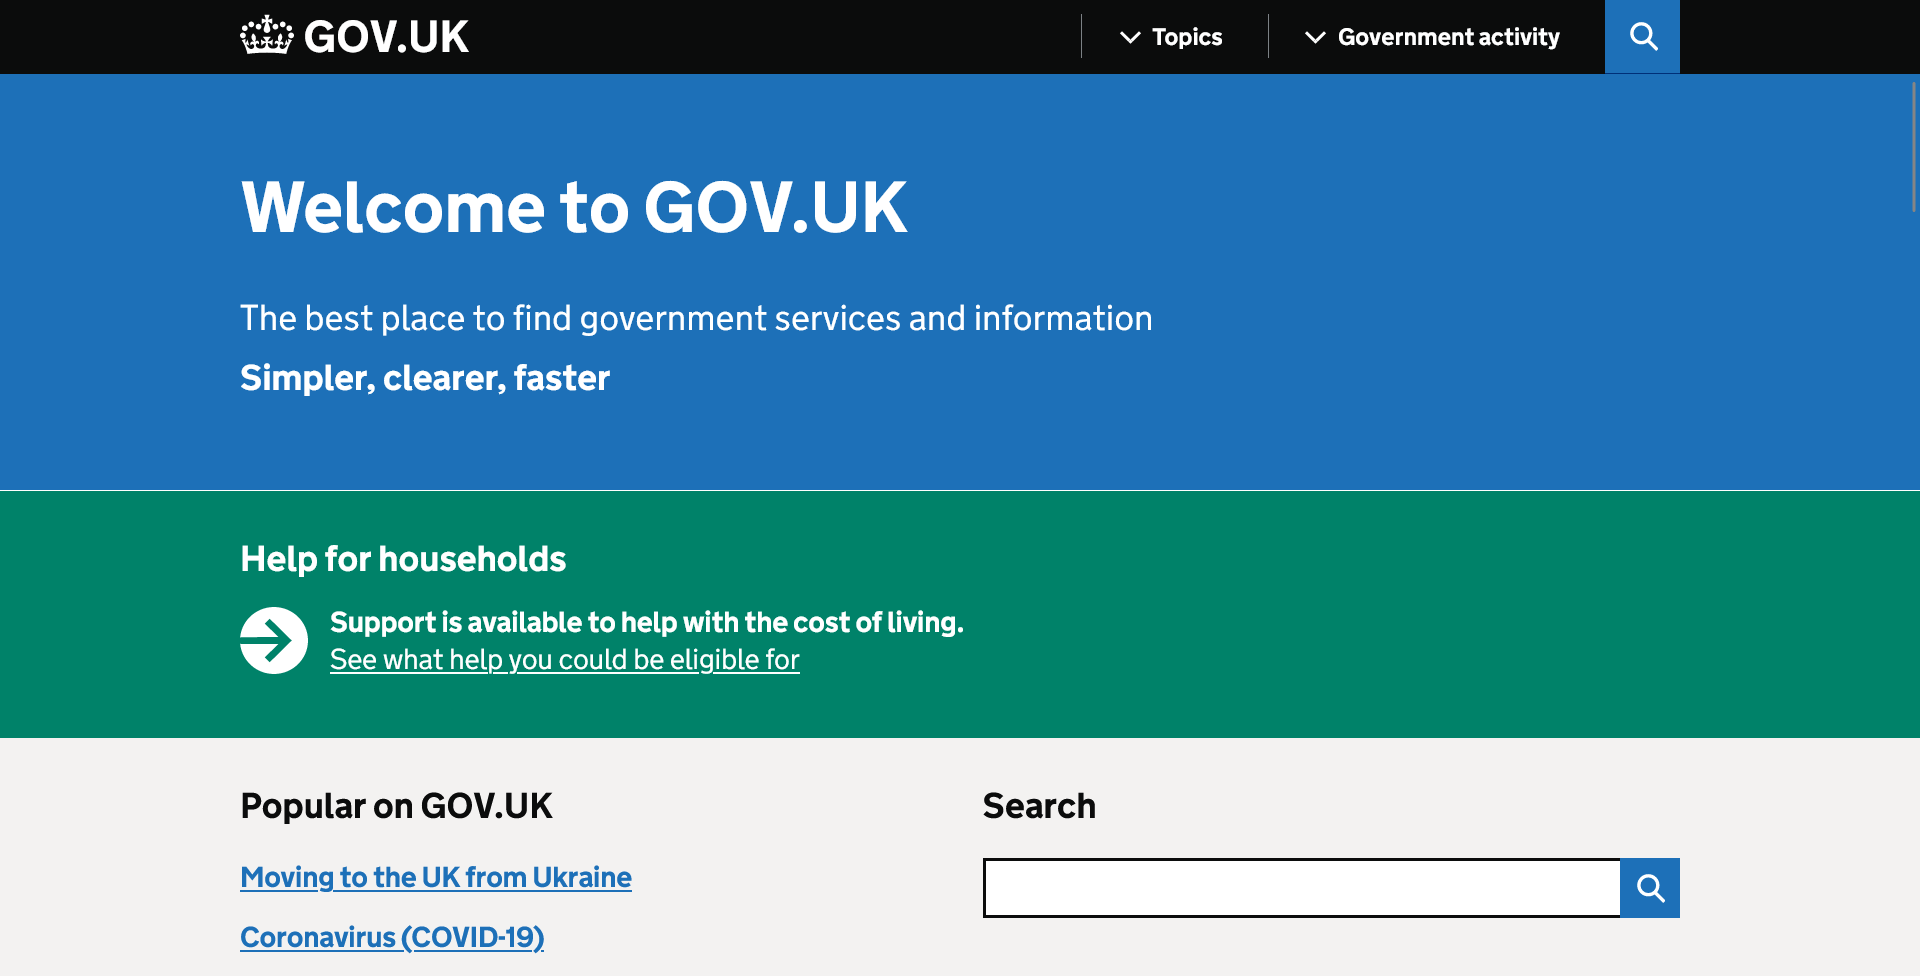 GOV.UK
Topics
Government activity
Welcome to GOV.UK
The best place to find government services and information
Simpler, clearer, faster
Help for households
Support is available to help with the cost of living.
See what help you could be eligible for
Popular on GOV.UK
Moving to the UK from Ukraine
Coronavirus (COVID-19)
Search